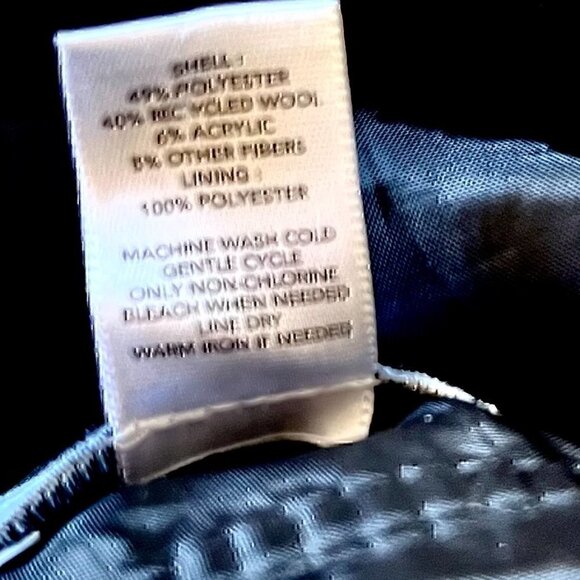 SHELL :
49% POLYESTER
40% RECYCLED WOOL
6% ACRYLIC
5% OTHER FIBERS
LINING :
100% POLYESTER
MACHINE WASH COLD
GENTLE CYCLE
ONLY NON-CHLORINE
BLEACH WHEN NEEDED
LINE DRY
WARM IRON IF NEEDED